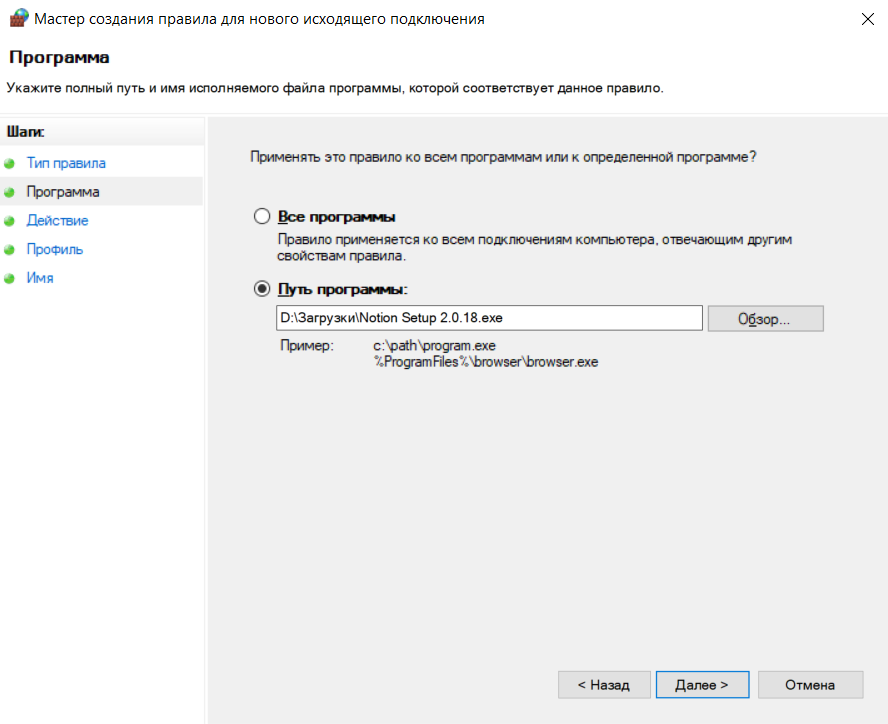 Мастер создания правила для нового исходящего подключения
Программа
Укажите полный путь и имя исполняемого файла программы, которой соответствует данное правило.
Шаги:
Тип правила
Программа
Действие
Профиль
Имя
Применять это правило ко всем программам или к определенной программе?
Все программы
Правило применяется ко всем подключениям компьютера, отвечающим другим
свойствам правила.
Путь программы:
D:\Загрузки\Notion Setup 2.0.18.exe
Обзор...
Пример: c:\path\program.exe
%ProgramFiles%\browser\browser.exe
< Назад Далее > Отмена